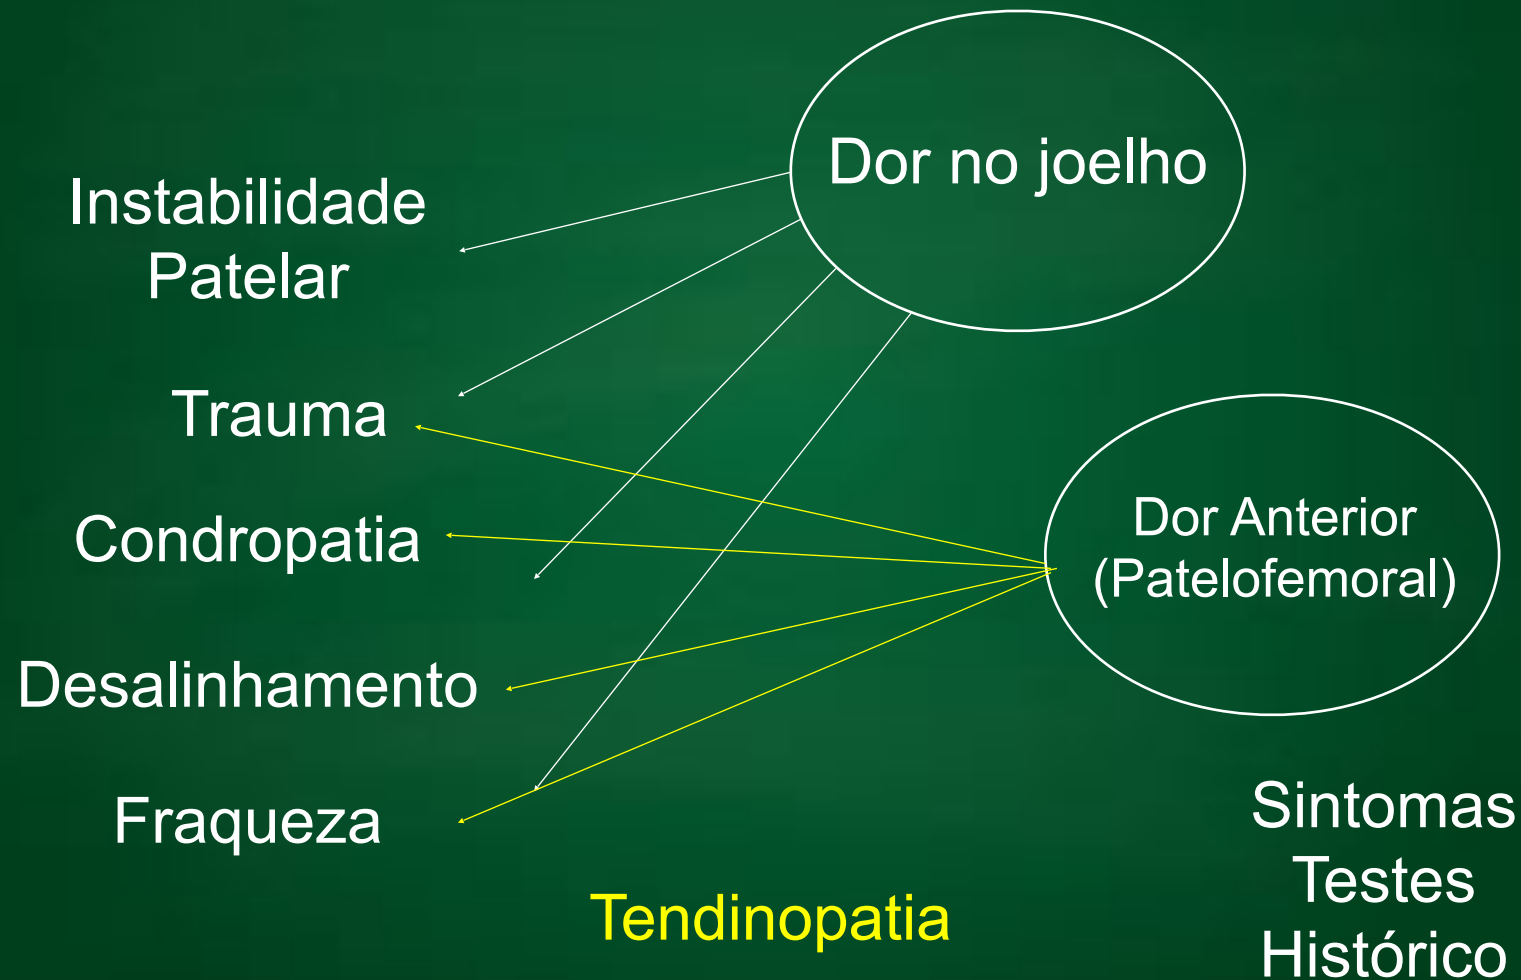 Dor no joelho
Instabilidade
Patelar
Trauma
Condropatia
Dor Anterior
(Patelofemoral)
Desalinhamento
Fraqueza
Tendinopatia
Sintomas
Testes
Histórico